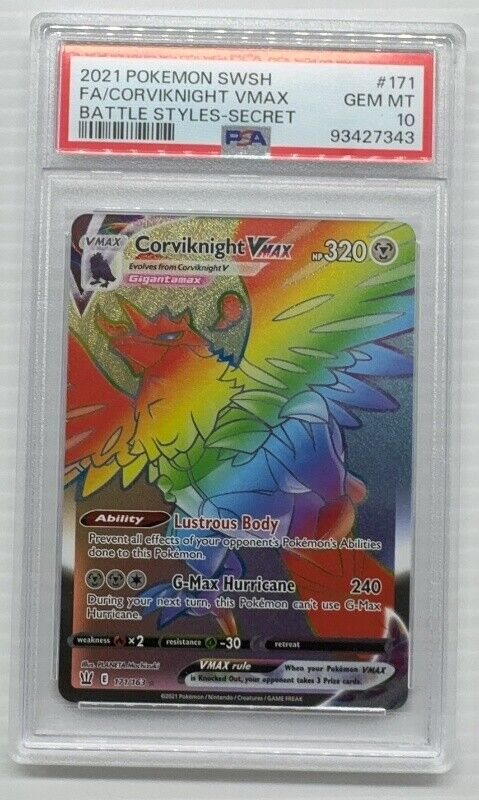 2021 POKEMON SWSH #171
FA/CORVIKNIGHT VMAX GEM MT
BATTLE STYLES-SECRET 10
PSA 93427343
VMAX Corviknight VMAX HP 320
Evolves from Corviknight V
Gigantamax
Ability Lustrous Body
Prevent all effects of your opponent's Pokémon's Abilities
done to this Pokémon.
G-Max Hurricane 240
During your next turn, this Pokémon can't use G-Max
Hurricane.
weakness ×2 resistance -30 retreat
Illus. PLANETA Mochizuki
VMAX rule When your Pokémon VMAX
is Knocked Out, your opponent takes 3 Prize cards.
E 171/163
©2021 Pokémon / Nintendo / Creatures / GAME FREAK